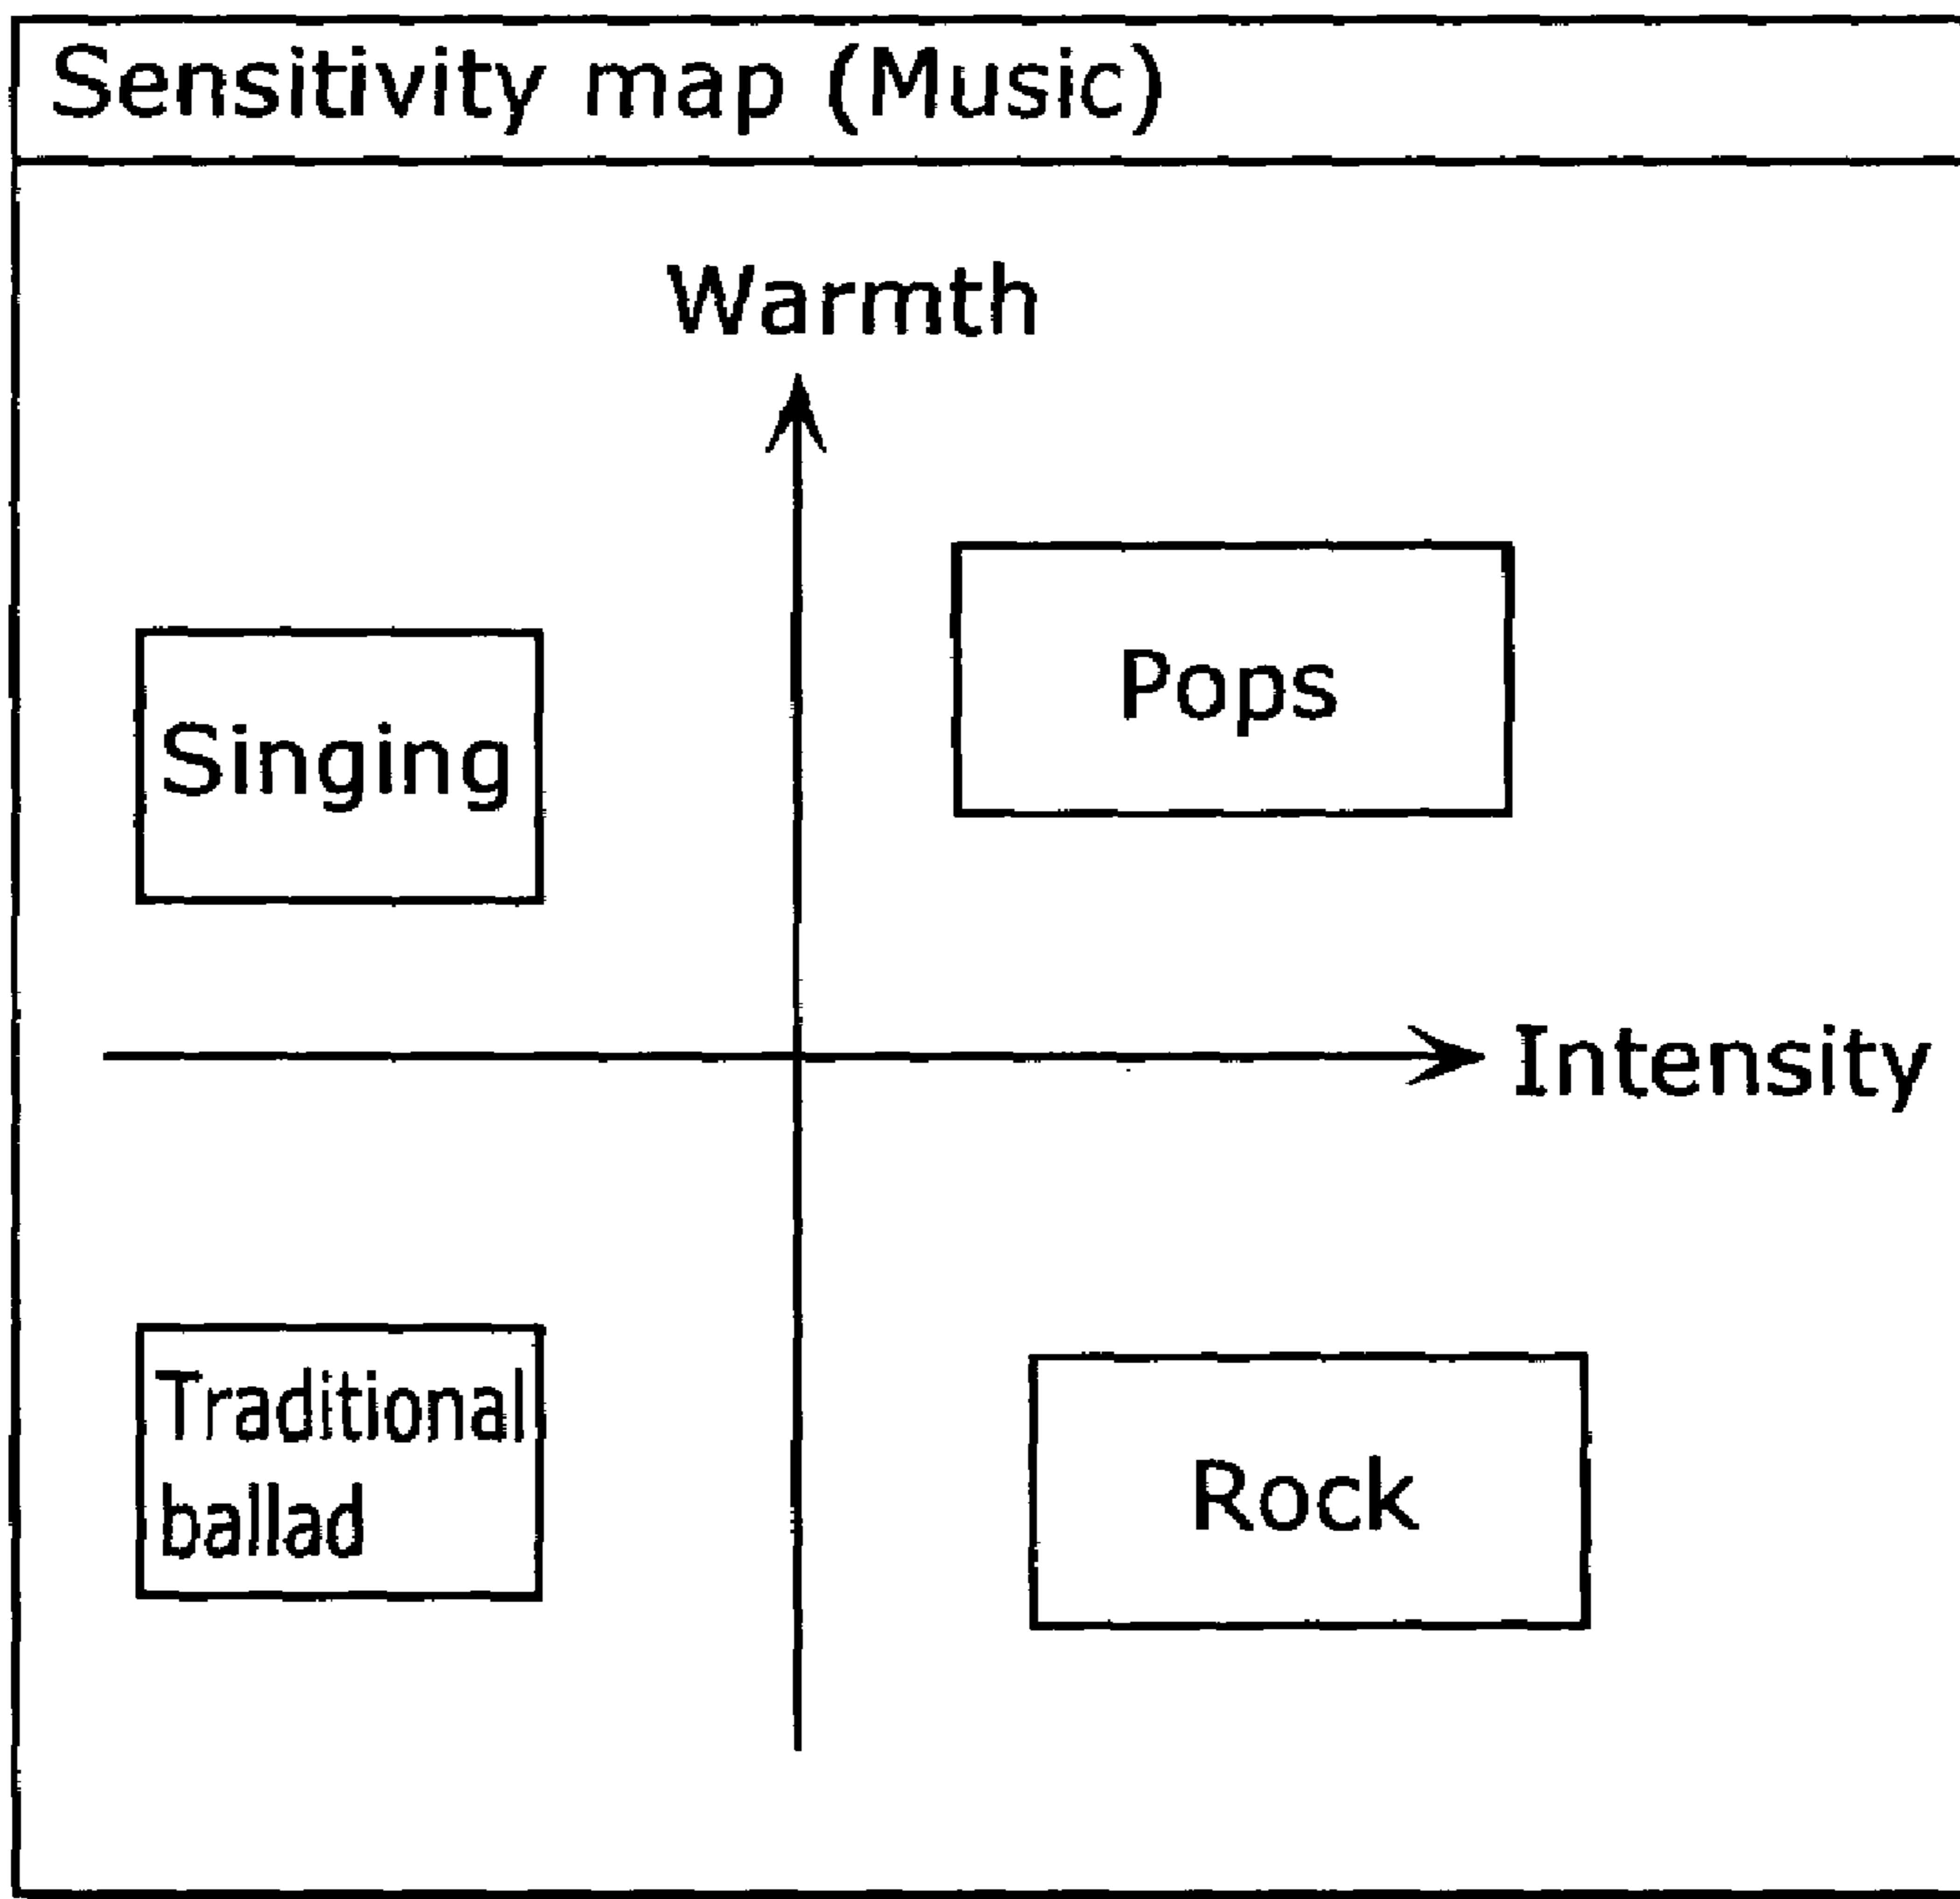 Sensitivity map (Music)
Warmth
Pops
Singing
Intensity
Traditional
ballad
Rock